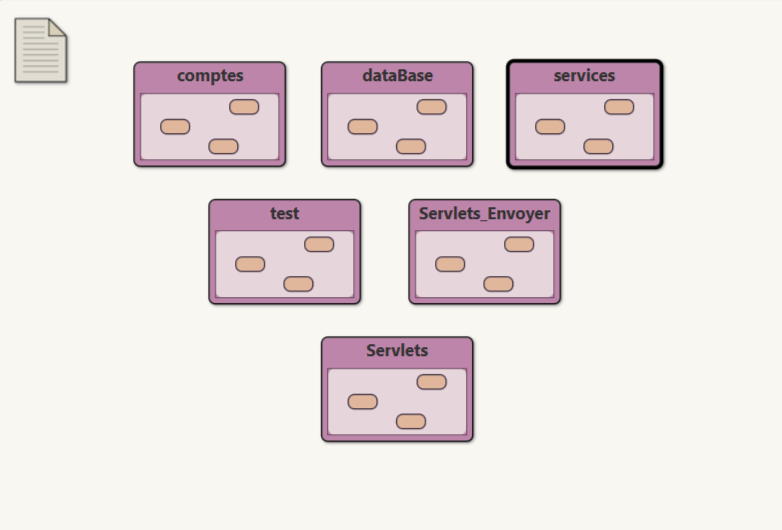 comptes
dataBase
services
test
Servlets_Envoyer
Servlets